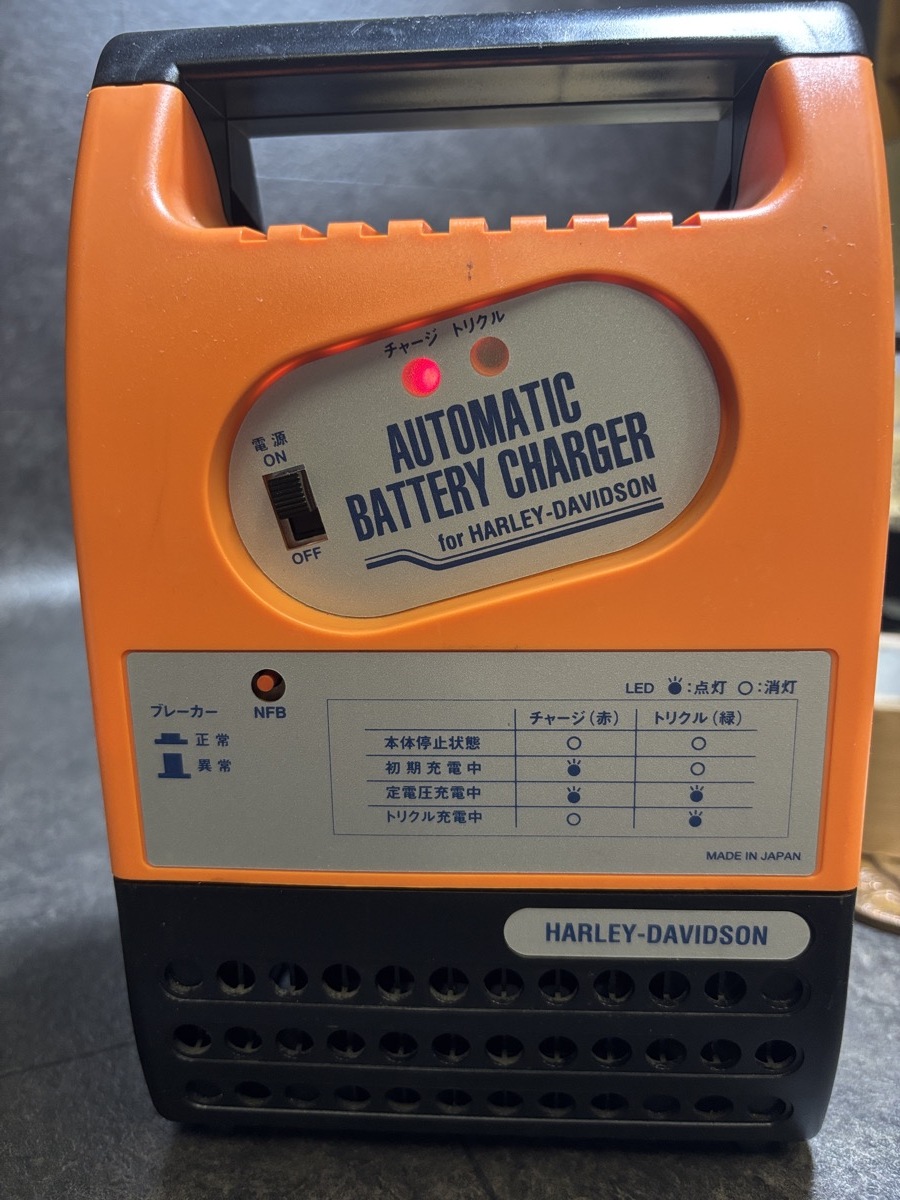 チャージ トリクル
電源
ON
OFF
AUTOMATIC
BATTERY CHARGER
for HARLEY-DAVIDSON
ブレーカー
NFB
正常
異常
LED :点灯 ○:消灯
チャージ(赤) トリクル(緑)
本体停止状態 ○ ○
初期充電中 ○
定電圧充電中
トリクル充電中 ○
MADE IN JAPAN
HARLEY-DAVIDSON